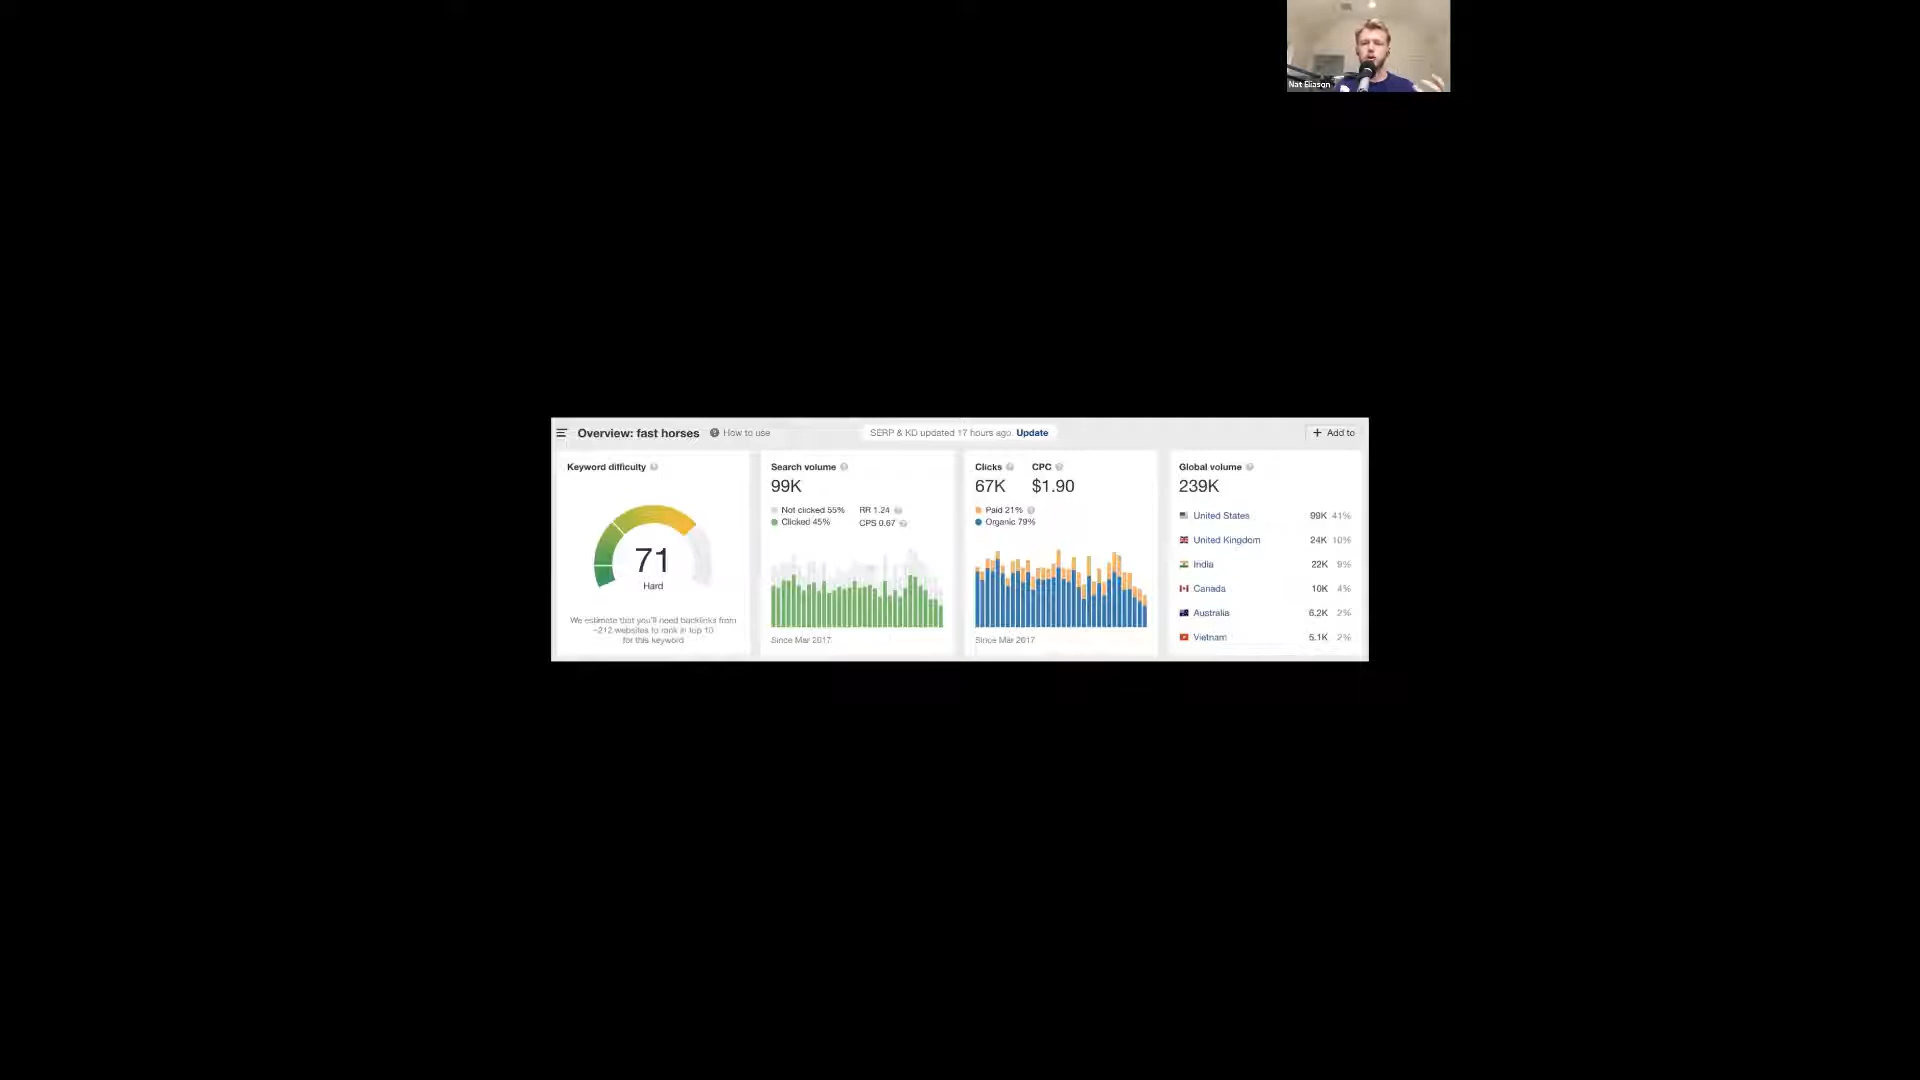 Nat Eliason
Overview: fast horses
How to use
SERP & KD updated 17 hours ago
Update
+ Add to
Keyword difficulty
71
Hard
We estimate that you'll need backlinks from
~212 websites to rank in top 10
for this keyword
Search volume
99K
Not clicked 55%
RR 1.24
Clicked 45%
CPS 0.67
Since Mar 2017
Clicks
CPC
67K
$1.90
Paid 21%
Organic 79%
Since Mar 2017
Global volume
239K
United States 99K 41%
United Kingdom 24K 10%
India 22K 9%
Canada 10K 4%
Australia 6.2K 2%
Vietnam 5.1K 2%